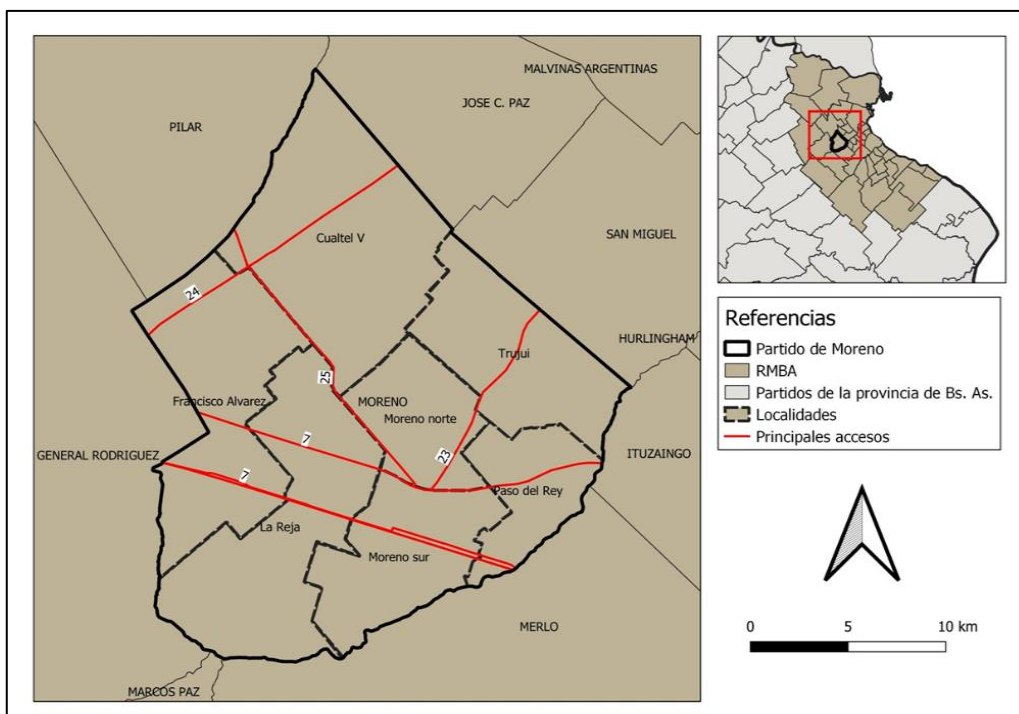 MALVINAS ARGENTINAS
JOSE C. PAZ
PILAR
Cualtel V
SAN MIGUEL
24
HURLINGHAM
Trujui
25
Francisco Alvarez
MORENO
Moreno norte
7
GENERAL RODRIGUEZ
23
ITUZAINGO
7
Paso del Rey
La Reja
Moreno sur
MERLO
MARCOS PAZ
Referencias
Partido de Moreno
RMBA
Partidos de la provincia de Bs. As.
Localidades
Principales accesos
0 5 10 km